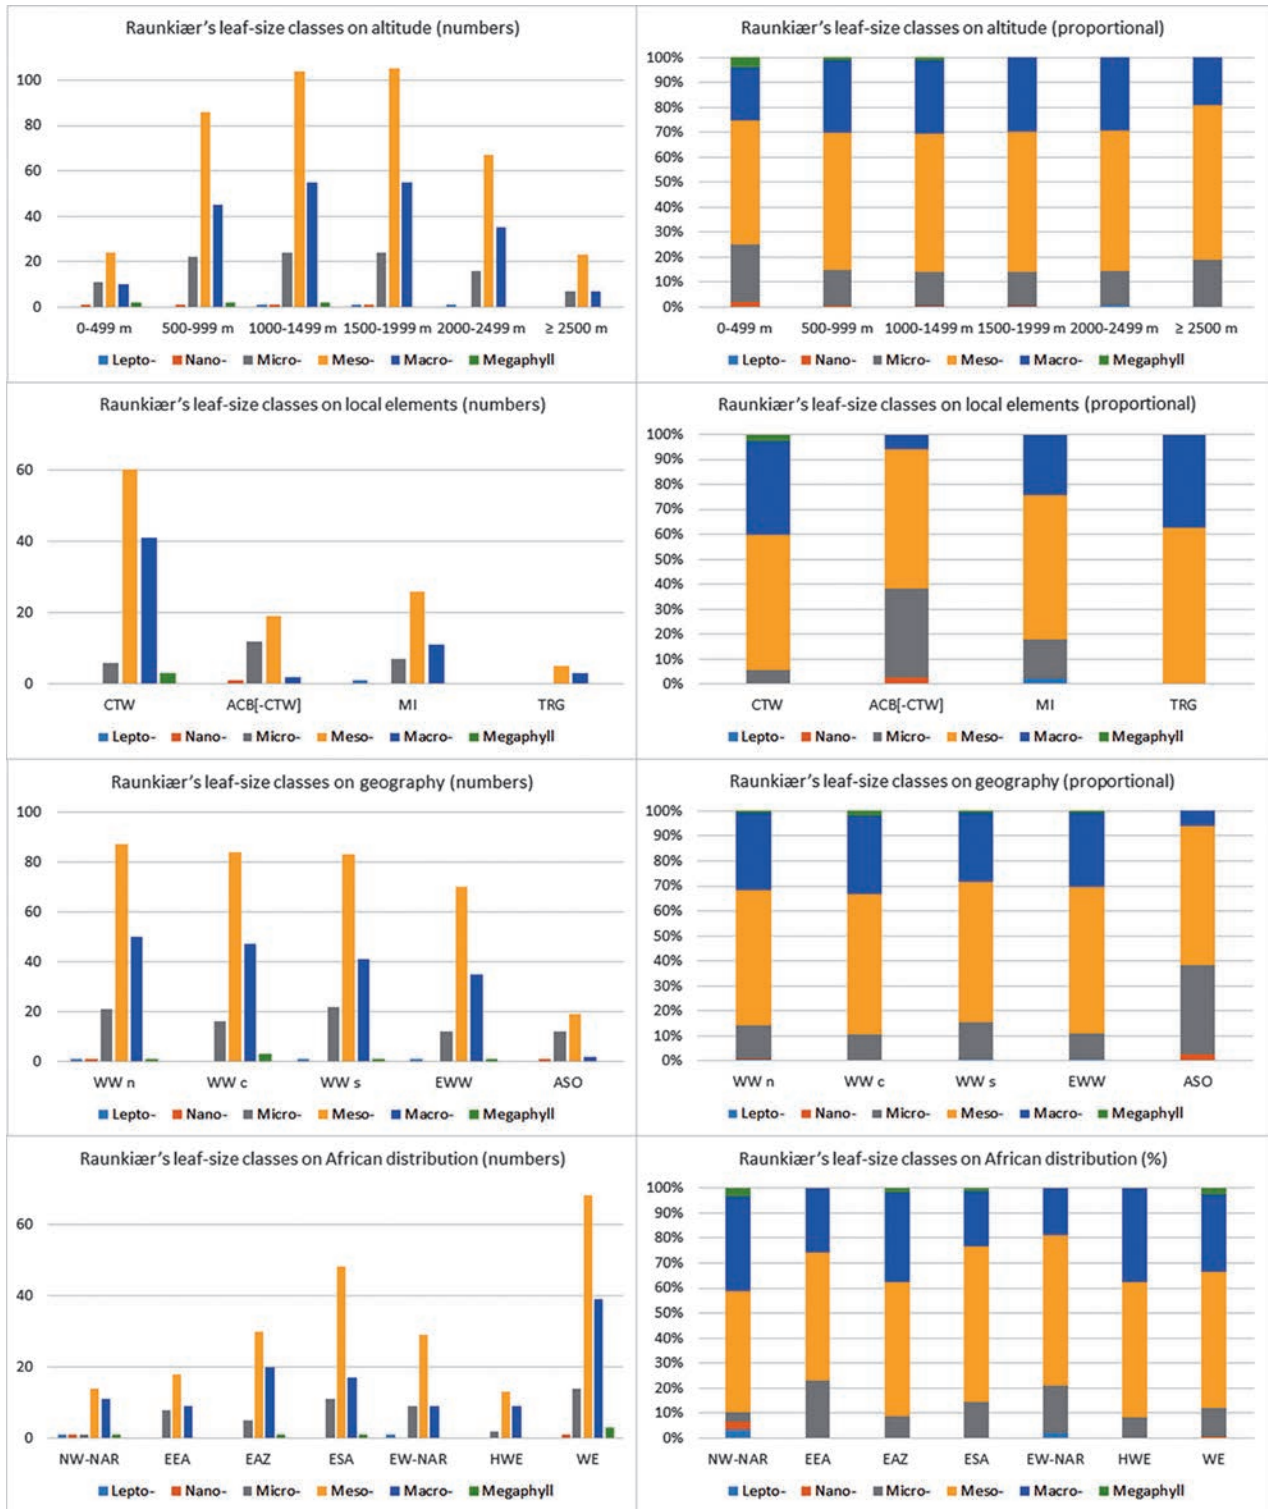 Raunkiær's leaf-size classes on altitude (numbers)
100
80
60
40
20
0
0-499 m 500-999 m 1000-1499 m 1500-1999 m 2000-2499 m ≥ 2500 m
Lepto- Nano- Micro- Meso- Macro- Megaphyll
Raunkiær's leaf-size classes on altitude (proportional)
100%
90%
80%
70%
60%
50%
40%
30%
20%
10%
0%
0-499 m 500-999 m 1000-1499 m 1500-1999 m 2000-2499 m ≥ 2500 m
Lepto- Nano- Micro- Meso- Macro- Megaphyll
Raunkiær's leaf-size classes on local elements (numbers)
60
40
20
0
CTW ACB[-CTW] MI TRG
Lepto- Nano- Micro- Meso- Macro- Megaphyll
Raunkiær's leaf-size classes on local elements (proportional)
100%
90%
80%
70%
60%
50%
40%
30%
20%
10%
0%
CTW ACB[-CTW] MI TRG
Lepto- Nano- Micro- Meso- Macro- Megaphyll
Raunkiær's leaf-size classes on geography (numbers)
100
80
60
40
20
0
WW n WW c WW s EWW ASO
Lepto- Nano- Micro- Meso- Macro- Megaphyll
Raunkiær's leaf-size classes on geography (proportional)
100%
90%
80%
70%
60%
50%
40%
30%
20%
10%
0%
WW n WW c WW s EWW ASO
Lepto- Nano- Micro- Meso- Macro- Megaphyll
Raunkiær's leaf-size classes on African distribution (numbers)
60
40
20
0
NW-NAR EEA EAZ ESA EW-NAR HWE WE
Lepto- Nano- Micro- Meso- Macro- Megaphyll
Raunkiær's leaf-size classes on African distribution (%)
100%
90%
80%
70%
60%
50%
40%
30%
20%
10%
0%
NW-NAR EEA EAZ ESA EW-NAR HWE WE
Lepto- Nano- Micro- Meso- Macro- Megaphyll